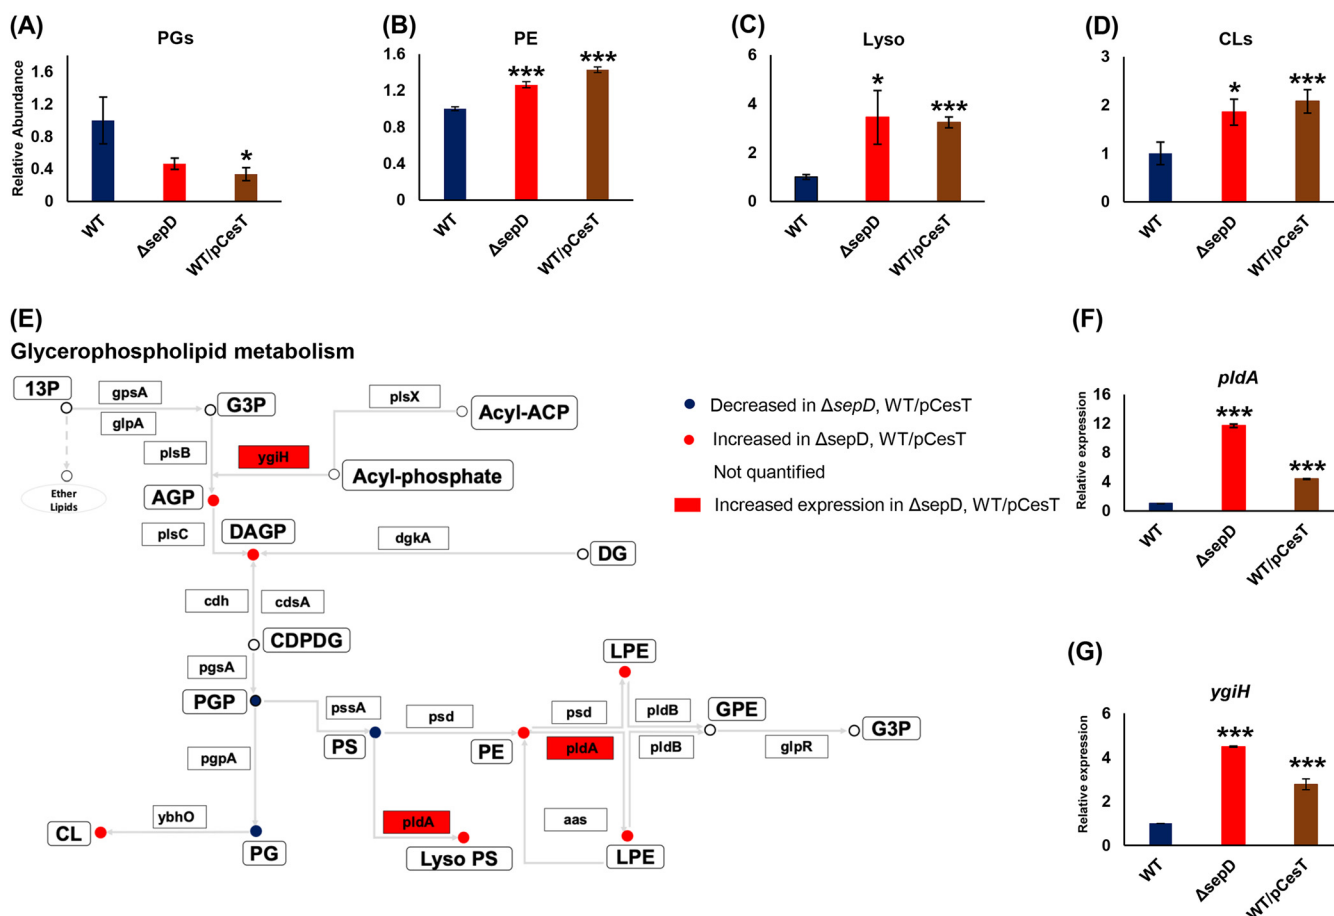 (A)
PGs
Relative Abundance
1.6
1.2
0.8
0.4
0
WT
ΔsepD
WT/pCesT
*
(B)
PE
1.6
1.2
0.8
0.4
0
WT
ΔsepD
WT/pCesT
***
***
(C)
Lyso
6
4
2
0
WT
ΔsepD
WT/pCesT
*
***
(D)
CLs
3
2
1
0
WT
ΔsepD
WT/pCesT
*
***
(E)
Glycerophospholipid metabolism
13P
gpsA
glpA
G3P
plsX
Acyl-ACP
plsB
ygiH
Acyl-phosphate
Ether
Lipids
AGP
plsC
DAGP
dgkA
DG
cdh
cdsA
CDPDG
pgsA
PGP
pssA
PS
psd
PE
LPE
psd
pldB
GPE
pldA
pldB
glpR
G3P
pgpA
CL
ybhO
PG
pldA
Lyso PS
aas
LPE
Decreased in ΔsepD, WT/pCesT
Increased in ΔsepD, WT/pCesT
Not quantified
Increased expression in ΔsepD, WT/pCesT
(F)
pldA
Relative expression
16
12
8
4
0
WT
ΔsepD
WT/pCesT
***
***
(G)
ygiH
Relative expression
6
4
2
0
WT
ΔsepD
WT/pCesT
***
***